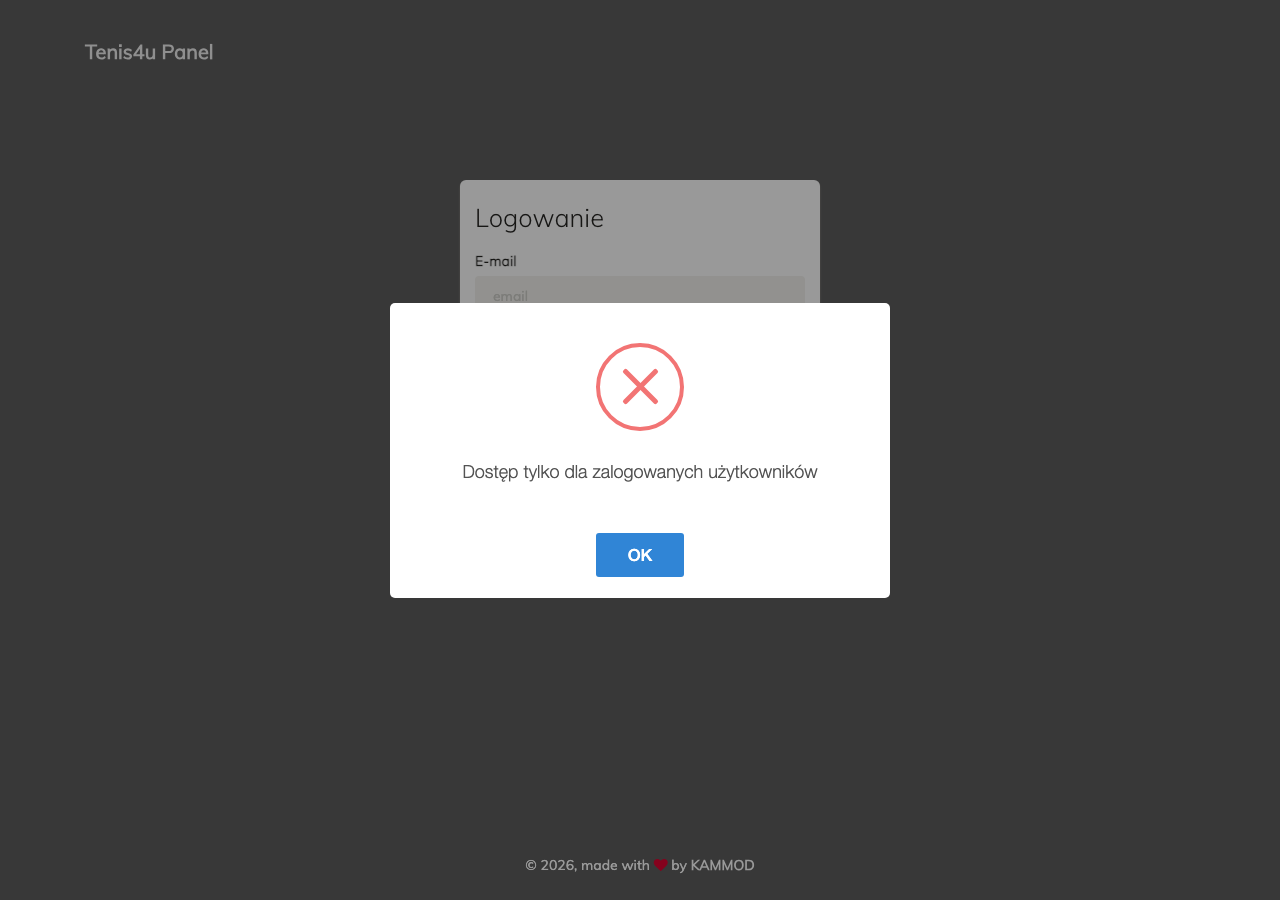 Tenis4u Panel
Logowanie
E-mail
email
Dostęp tylko dla zalogowanych użytkowników
OK
© 2026, made with by KAMMOD